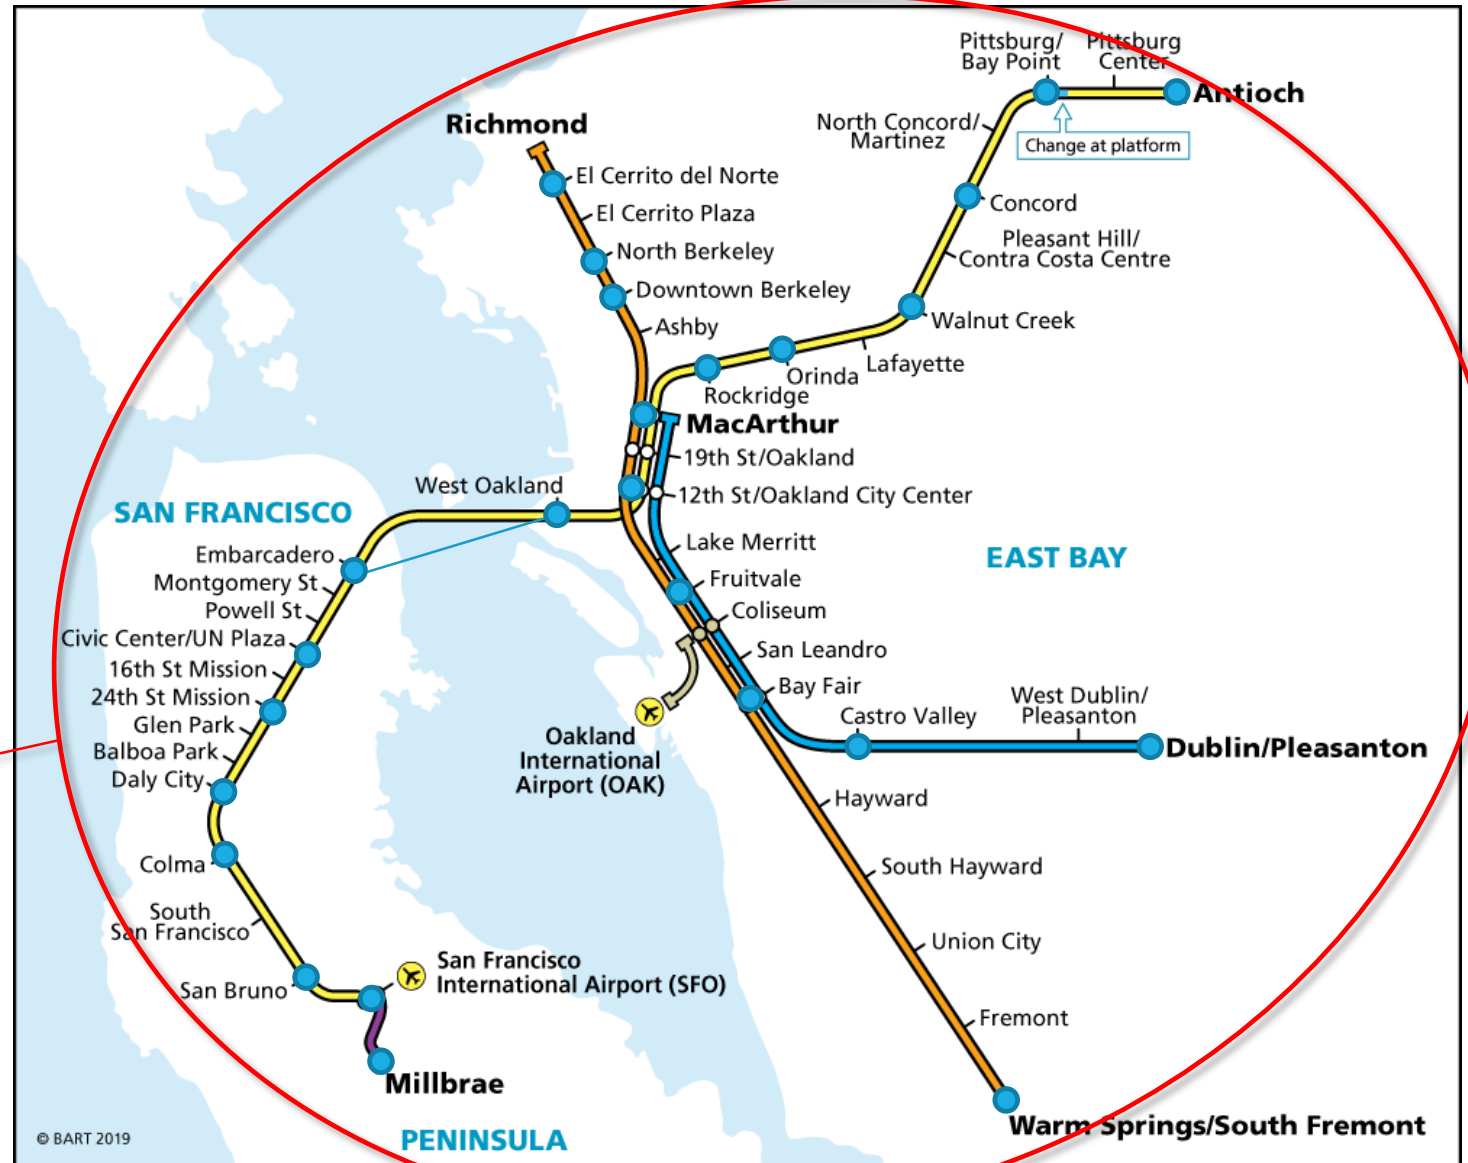 Pittsburg/
Bay Point
Pittsburg
Center
Antioch
Change at platform
North Concord/
Martinez
Richmond
El Cerrito del Norte
Concord
El Cerrito Plaza
Pleasant Hill/
Contra Costa Centre
North Berkeley
Downtown Berkeley
Walnut Creek
Ashby
Lafayette
Orinda
Rockridge
MacArthur
19th St/Oakland
West Oakland
12th St/Oakland City Center
SAN FRANCISCO
Lake Merritt
EAST BAY
Embarcadero
Montgomery St
Fruitvale
Powell St
Coliseum
Civic Center/UN Plaza
San Leandro
16th St Mission
24th St Mission
Bay Fair
Glen Park
Castro Valley
West Dublin/
Pleasanton
Oakland
International
Airport (OAK)
Balboa Park
Dublin/Pleasanton
Daly City
Hayward
Colma
South Hayward
South
San Francisco
Union City
San Francisco
International Airport (SFO)
San Bruno
Fremont
Millbrae
Warm Springs/South Fremont
© BART 2019
PENINSULA